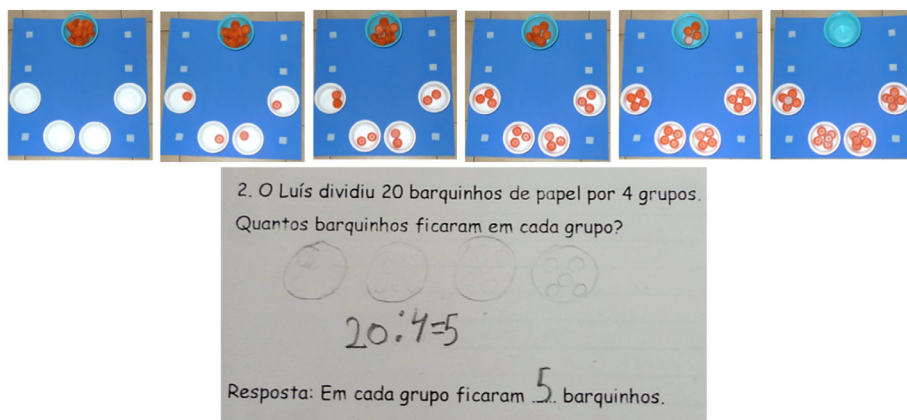 2. O Luís dividiu 20 barquinhos de papel por 4 grupos.
Quantos barquinhos ficaram em cada grupo?
20:4=5
Resposta: Em cada grupo ficaram 5 barquinhos.